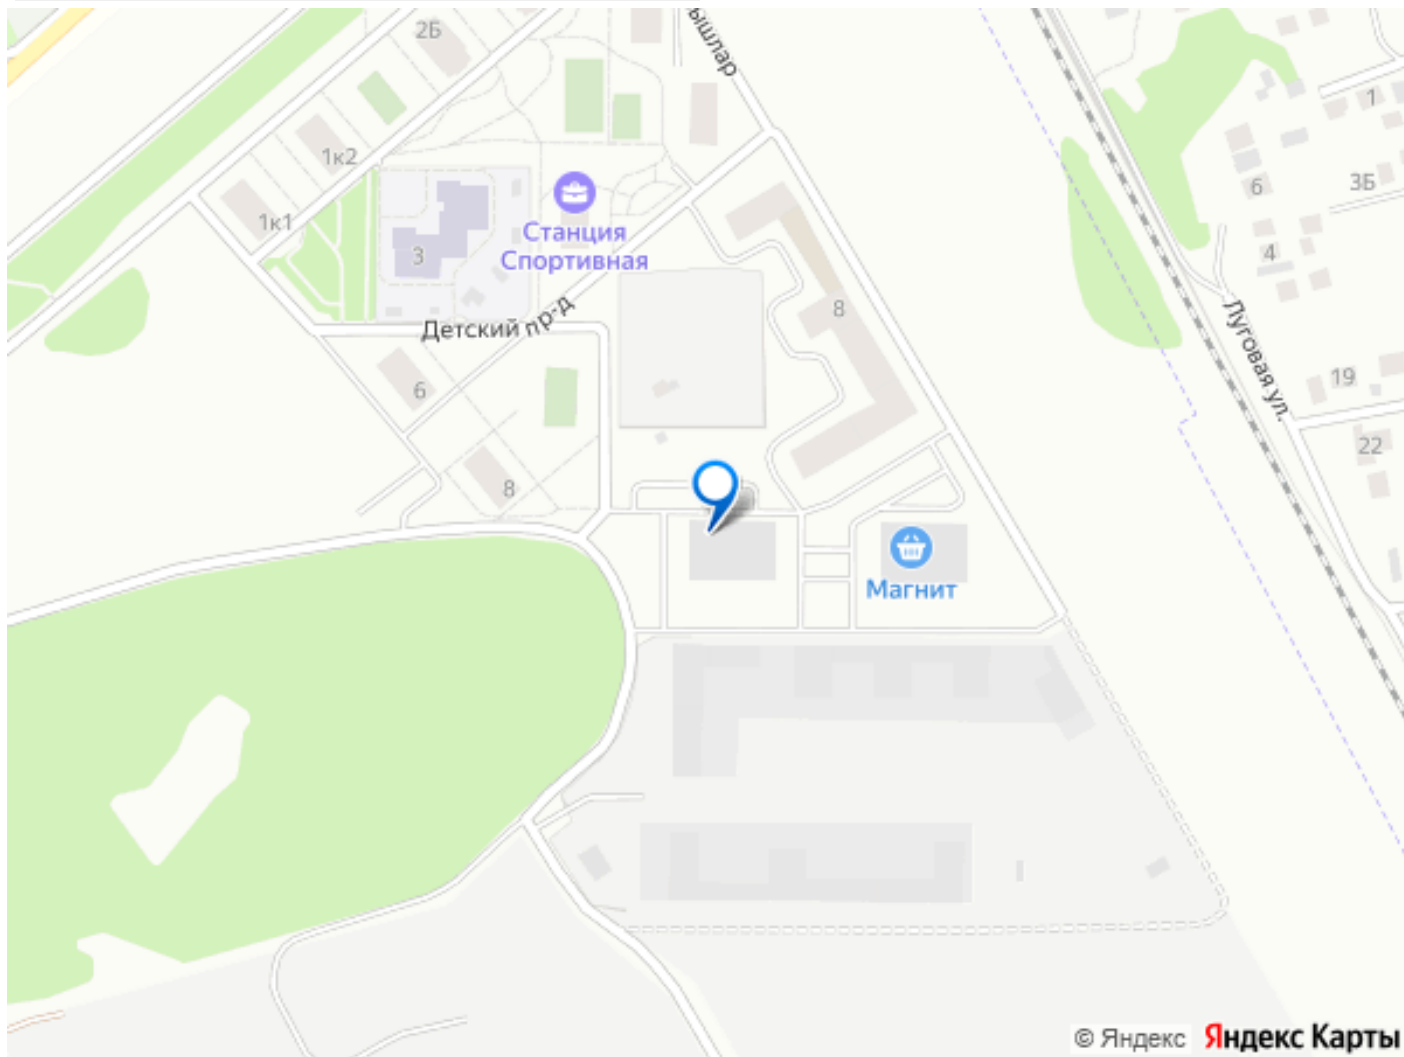 2Б
1к2
1к1
3
Станция
Спортивная
Детский пр-д
6
8
8
Магнит
1
3Б
6
4
Луговая ул.
19
22
© Яндекс Яндекс Карты